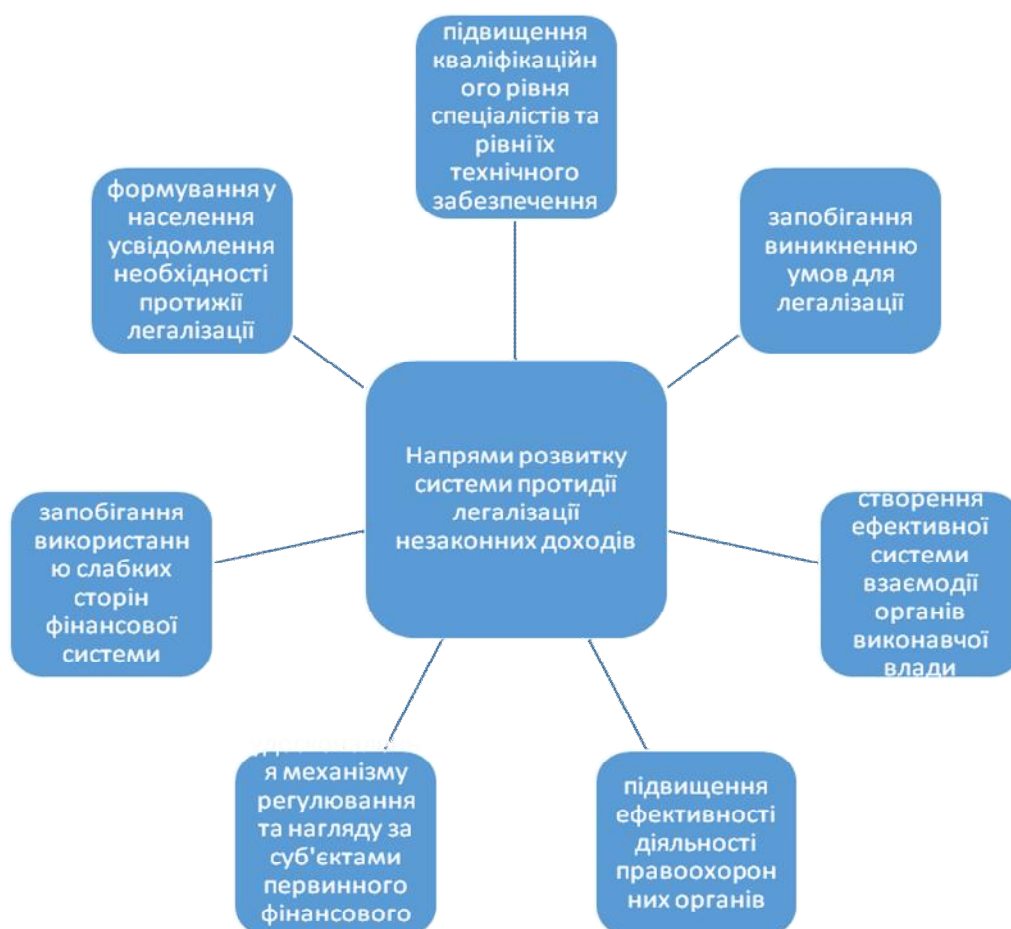 підвищення
кваліфікаційн
ого рівня
спеціалістів та
рівні їх
технічного
забезпечення
запобігання
виникненню
умов для
легалізації
створення
ефективної
системи
взаємодії
органів
виконавчої
влади
підвищення
ефективності
діяльності
правоохорон
них органів
я механізму
регулювання
та нагляду за
суб'єктами
первинного
фінансового
запобігання
використанн
ю слабких
сторін
фінансової
системи
формування у
населення
усвідомлення
необхідності
протижії
легалізації
Напрями розвитку
системи протидії
легалізації
незаконних доходів